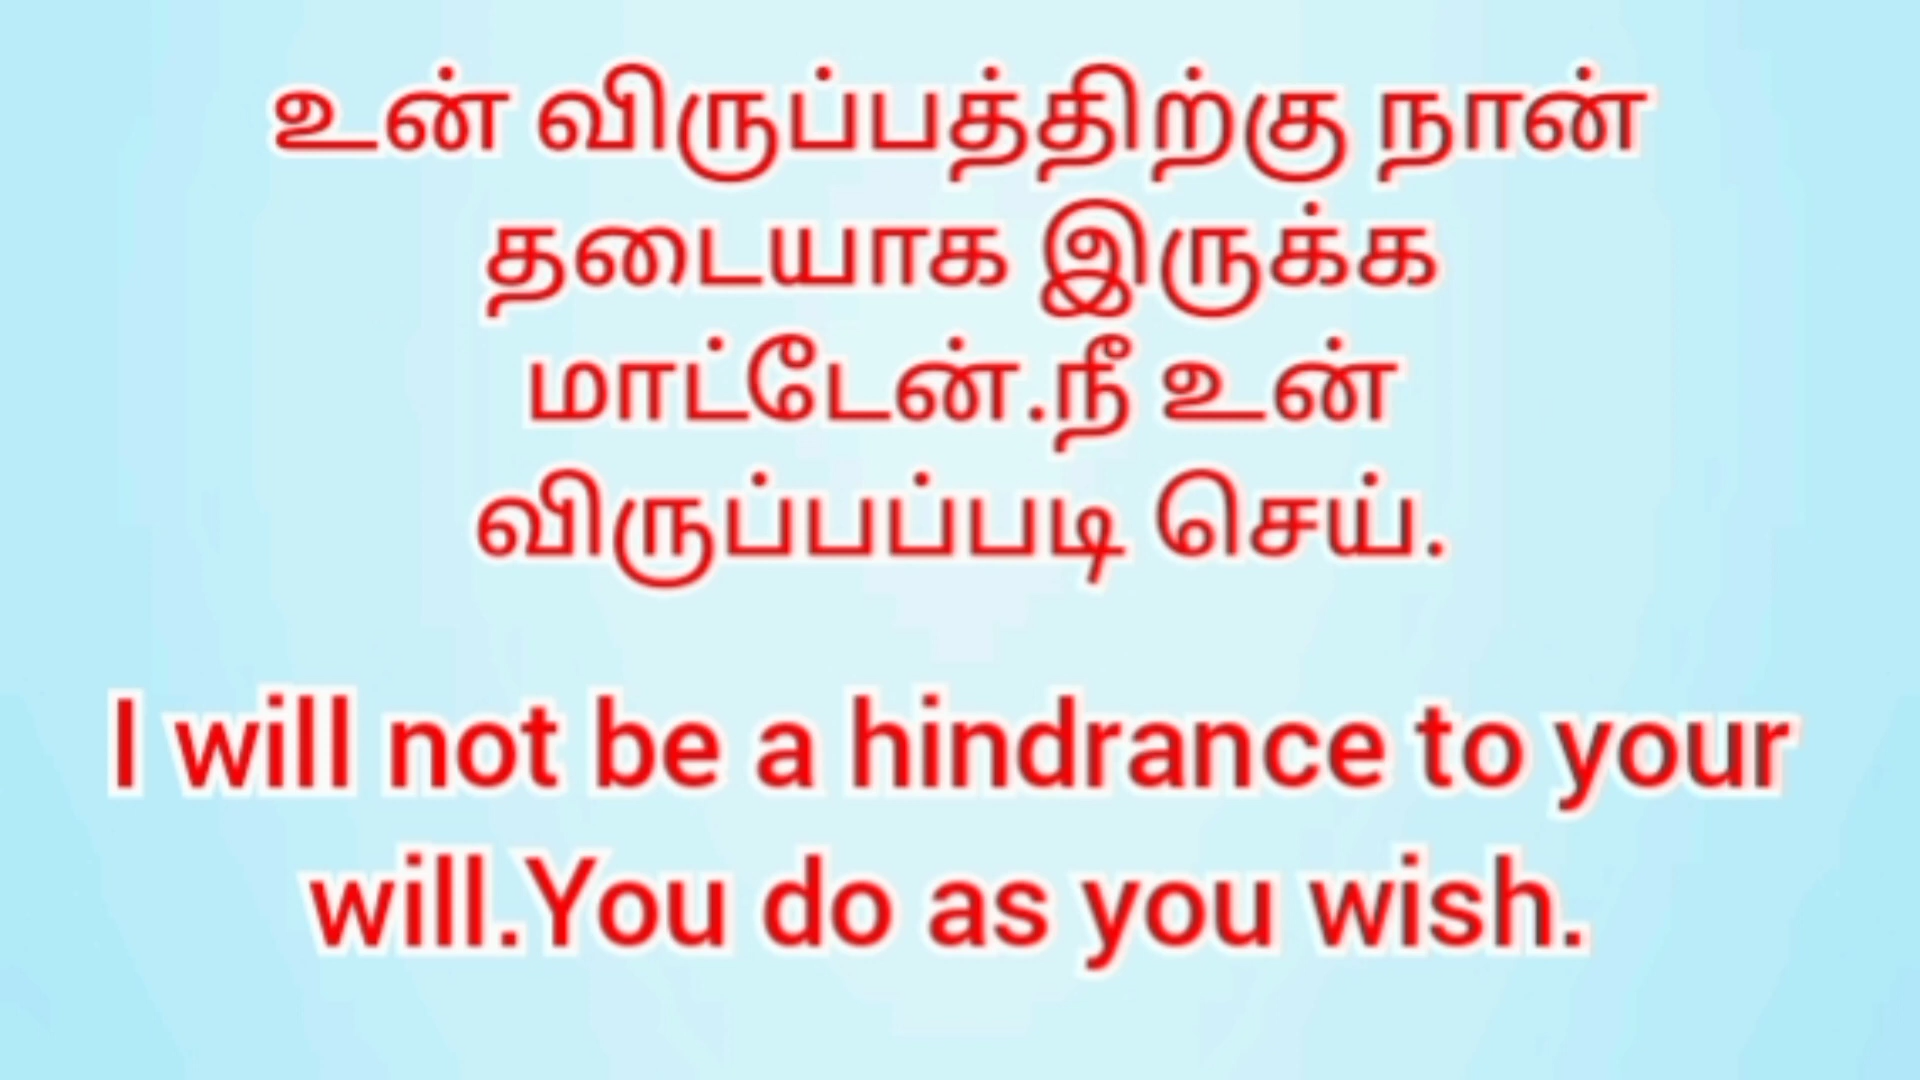 உன் விருப்பத்திற்கு நான்
தடையாக இருக்க
மாட்டேன்.நீ உன்
விருப்பப்படி செய்.
I will not be a hindrance to your
will.You do as you wish.